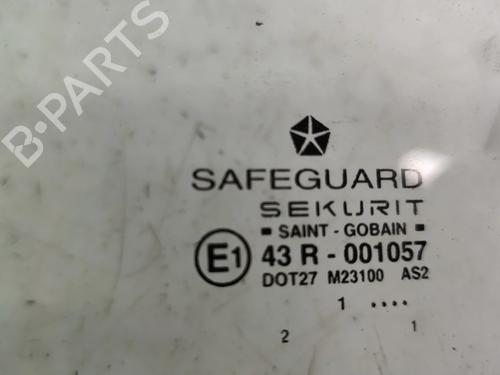 B-PARTS
SAFEGUARD
SEKURIT
▪ SAINT - GOBAIN ▪
E1 43 R - 001057
DOT27 M23100 AS2
1 ....
2 1